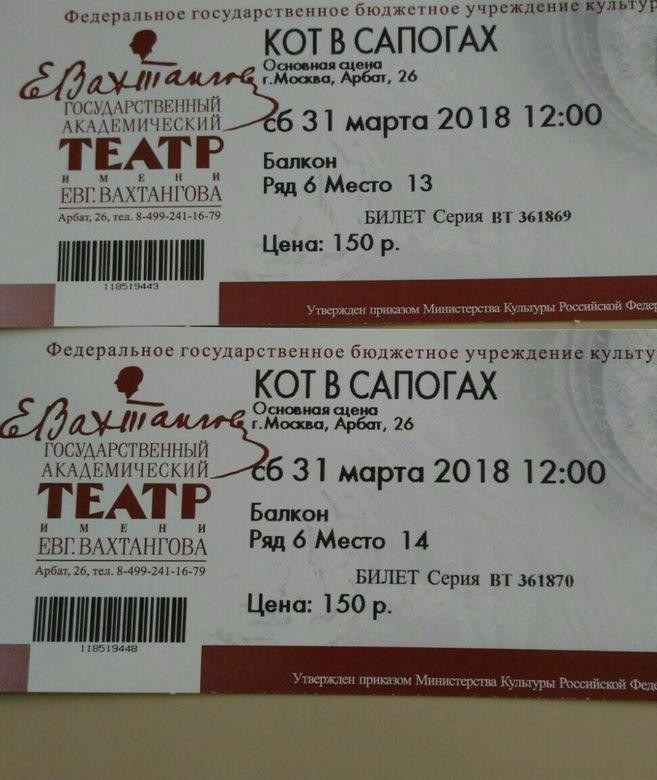 Федеральное государственное бюджетное учреждение
КОТ В САПОГАХ
Основная сцена
г.Москва, Арбат, 26
Е Вахтангов
ГОСУДАРСТВЕННЫЙ
АКАДЕМИЧЕСКИЙ
ТЕАТР
ИМЕНИ
ЕВГ. ВАХТАНГОВА
Арбат, 26, тел. 8-499-241-16-79
118519443
сб 31 марта 2018 12:00
Балкон
Ряд 6 Место 13
БИЛЕТ Серия ВТ 361869
Цена: 150 р.
Утвержден приказом Министерства Культуры Российской
Федеральное государственное бюджетное учреждение
КОТ В САПОГАХ
Основная сцена
г.Москва, Арбат, 26
Е Вахтангов
ГОСУДАРСТВЕННЫЙ
АКАДЕМИЧЕСКИЙ
ТЕАТР
ИМЕНИ
ЕВГ. ВАХТАНГОВА
Арбат, 26, тел. 8-499-241-16-79
118519448
сб 31 марта 2018 12:00
Балкон
Ряд 6 Место 14
БИЛЕТ Серия ВТ 361870
Цена: 150 р.
Утвержден приказом Министерства Культуры Российской